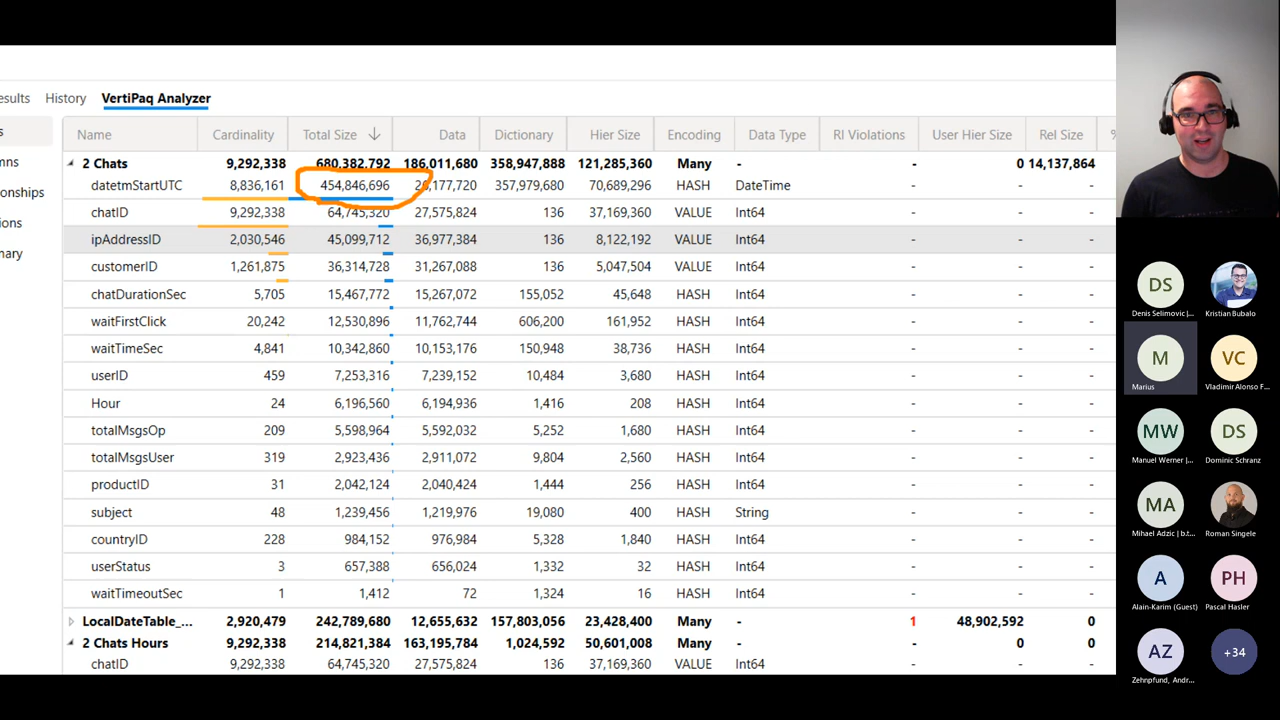 esults History VertiPaq Analyzer
s
mns
onships
ions
mary
Name Cardinality Total Size ↓ Data Dictionary Hier Size Encoding Data Type RI Violations User Hier Size Rel Size %
2 Chats 9,292,338 680,382,792 186,011,680 358,947,888 121,285,360 Many - - 0 14,137,864
datetmStartUTC 8,836,161 454,846,696 26,177,720 357,979,680 70,689,296 HASH DateTime - - -
chatID 9,292,338 64,745,320 27,575,824 136 37,169,360 VALUE Int64 - - -
ipAddressID 2,030,546 45,099,712 36,977,384 136 8,122,192 VALUE Int64 - - -
customerID 1,261,875 36,314,728 31,267,088 136 5,047,504 VALUE Int64 - - -
chatDurationSec 5,705 15,467,772 15,267,072 155,052 45,648 HASH Int64 - - -
waitFirstClick 20,242 12,530,896 11,762,744 606,200 161,952 HASH Int64 - - -
waitTimeSec 4,841 10,342,860 10,153,176 150,948 38,736 HASH Int64 - - -
userID 459 7,253,316 7,239,152 10,484 3,680 HASH Int64 - - -
Hour 24 6,196,560 6,194,936 1,416 208 HASH Int64 - - -
totalMsgsOp 209 5,598,964 5,592,032 5,252 1,680 HASH Int64 - - -
totalMsgsUser 319 2,923,436 2,911,072 9,804 2,560 HASH Int64 - - -
productID 31 2,042,124 2,040,424 1,444 256 HASH Int64 - - -
subject 48 1,239,456 1,219,976 19,080 400 HASH String - - -
countryID 228 984,152 976,984 5,328 1,840 HASH Int64 - - -
userStatus 3 657,388 656,024 1,332 32 HASH Int64 - - -
waitTimeoutSec 1 1,412 72 1,324 16 HASH Int64 - - -
LocalDateTable_... 2,920,479 242,789,680 12,655,632 157,803,056 23,428,400 Many - 1 48,902,592 0
2 Chats Hours 9,292,338 214,821,384 163,195,784 1,024,592 50,601,008 Many - 0 0
chatID 9,292,338 64,745,320 27,575,824 136 37,169,360 VALUE Int64 - - -
DS
Denis Selimovic |... Kristian Bubalo
M VC
Marius Vladimir Alonso F...
MW DS
Manuel Werner |... Dominic Schranz
MA
Mihael Adzic | b.t... Roman Singele
A PH
Alain-Karim (Guest) Pascal Hasler
AZ +34
Zehnpfund, Andr...